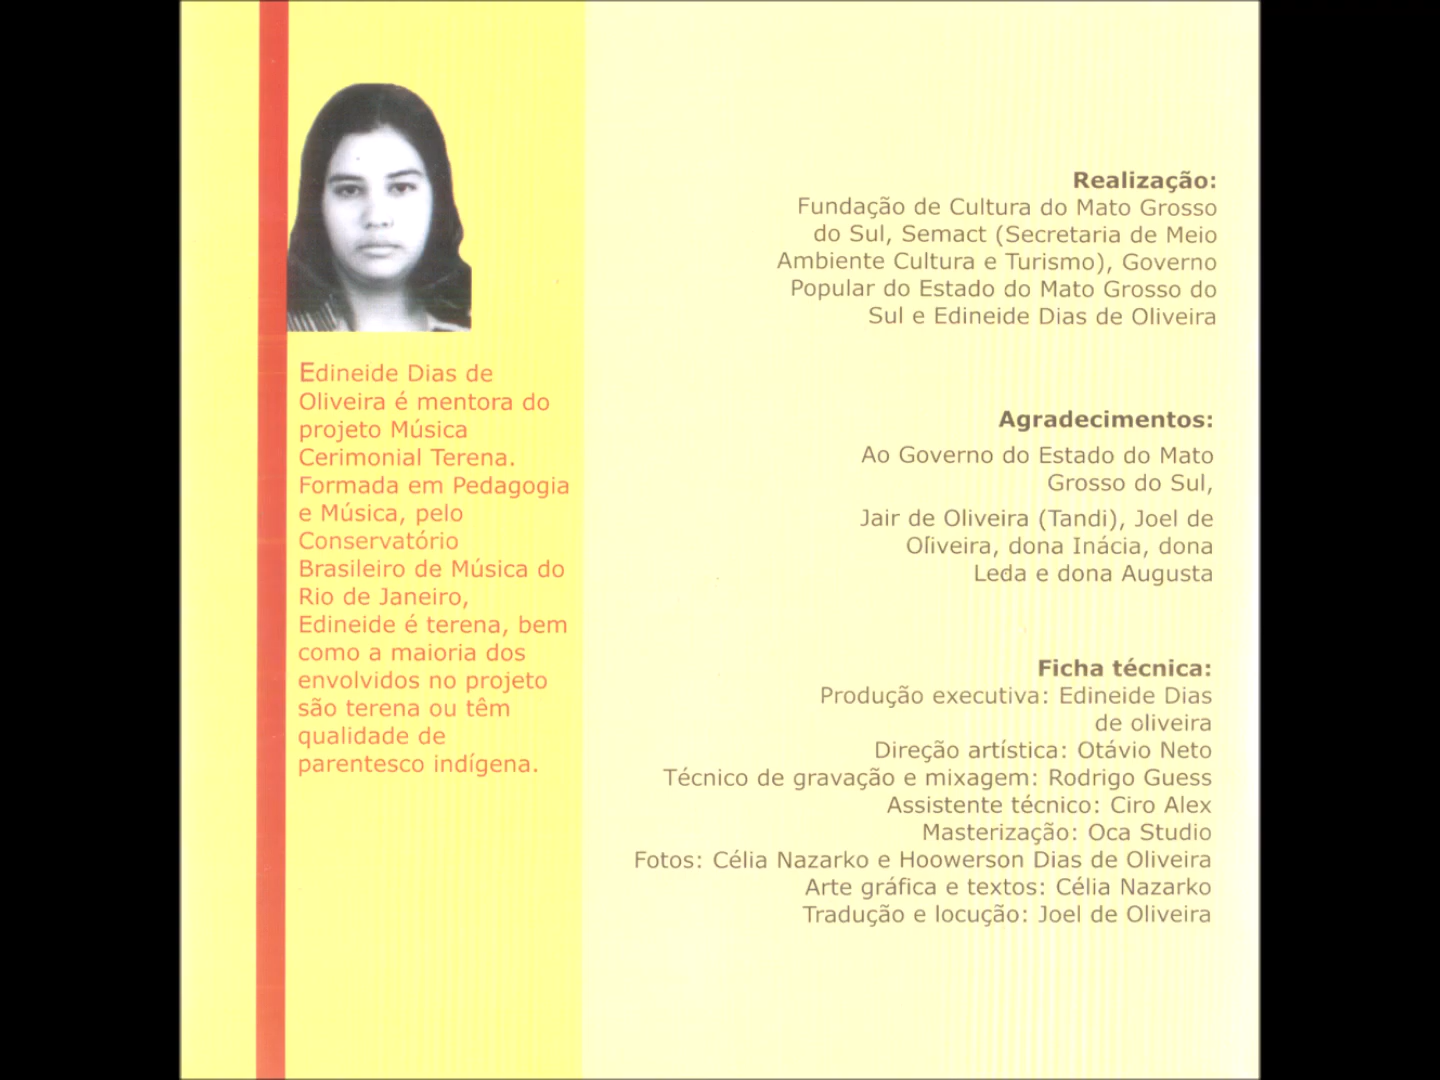 Edineide Dias de
Oliveira é mentora do
projeto Música
Cerimonial Terena.
Formada em Pedagogia
e Música, pelo
Conservatório
Brasileiro de Música do
Rio de Janeiro,
Edineide é terena, bem
como a maioria dos
envolvidos no projeto
são terena ou têm
qualidade de
parentesco indígena.
Realização:
Fundação de Cultura do Mato Grosso
do Sul, Semact (Secretaria de Meio
Ambiente Cultura e Turismo), Governo
Popular do Estado do Mato Grosso do
Sul e Edineide Dias de Oliveira
Agradecimentos:
Ao Governo do Estado do Mato
Grosso do Sul,
Jair de Oliveira (Tandi), Joel de
Oliveira, dona Inácia, dona
Leda e dona Augusta
Ficha técnica:
Produção executiva: Edineide Dias
de oliveira
Direção artística: Otávio Neto
Técnico de gravação e mixagem: Rodrigo Guess
Assistente técnico: Ciro Alex
Masterização: Oca Studio
Fotos: Célia Nazarko e Hoowerson Dias de Oliveira
Arte gráfica e textos: Célia Nazarko
Tradução e locução: Joel de Oliveira